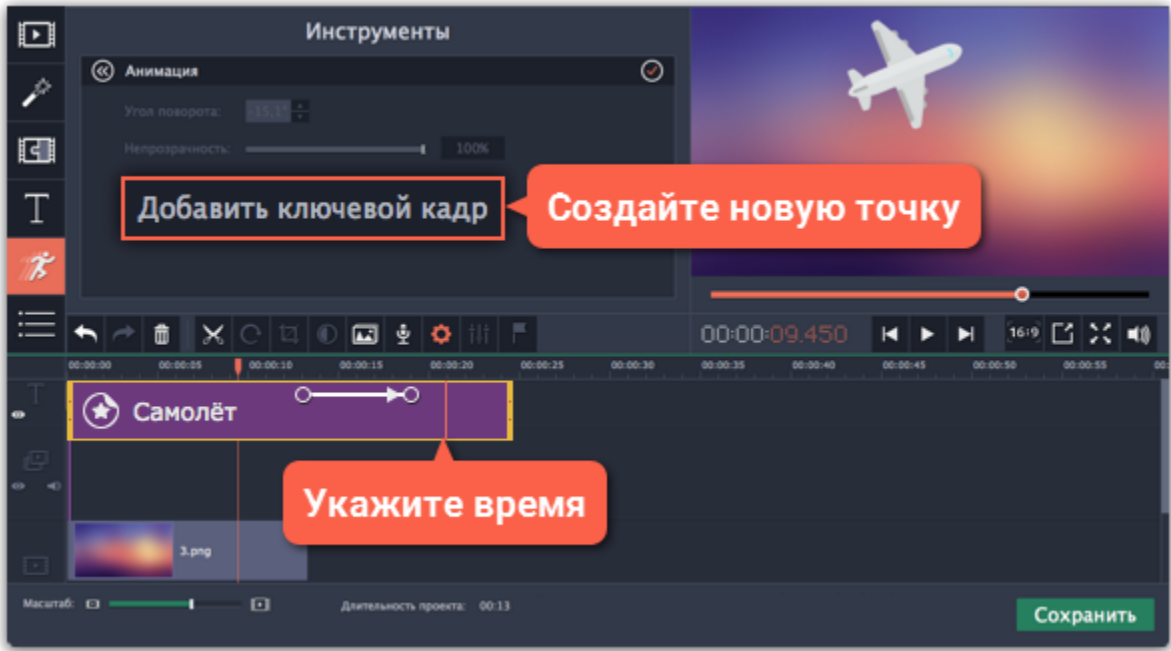 Инструменты
Анимация
Угол поворота: -15,1°
Непрозрачность: 100%
Добавить ключевой кадр
Создайте новую точку
T
00:00:09.450
16:9
00:00:00 00:00:05 00:00:10 00:00:15 00:00:20 00:00:25 00:00:30 00:00:35 00:00:40 00:00:45 00:00:50 00:00:55 00:
T
Самолёт
Укажите время
3.png
Масштаб:
Длительность проекта: 00:13
Сохранить